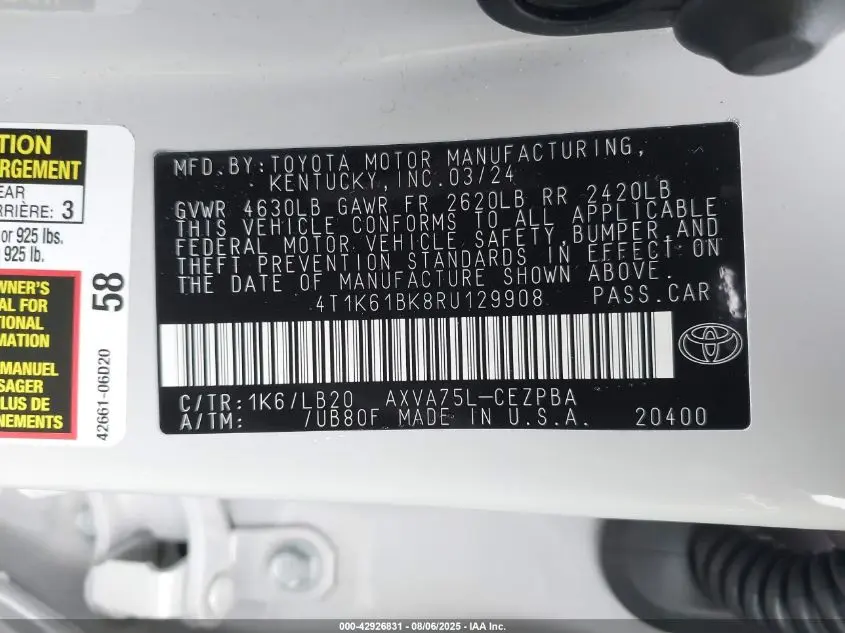 TION
RGEMENT
EAR
RRIÈRE: 3
or 925 lbs.
925 lb.
WNER'S
AL FOR
TIONAL
MATION
MANUEL
SAGER
LUS DE
NEMENTS
58
42661-06D20
MFD. BY: TOYOTA MOTOR MANUFACTURING,
KENTUCKY, INC. 03/24
GVWR 4630LB GAWR FR 2620LB RR 2420LB
THIS VEHICLE CONFORMS TO ALL APPLICABLE
FEDERAL MOTOR VEHICLE SAFETY, BUMPER, AND
THEFT PREVENTION STANDARDS IN EFFECT ON
THE DATE OF MANUFACTURE SHOWN ABOVE.
4T1K61BK8RU129908 PASS. CAR
C/TR: 1K6/LB20 AXVA75L-CEZPBA
A/TM: /UB80F MADE IN U.S.A. 20400
000-42926831 - 08/06/2025 - IAA Inc.